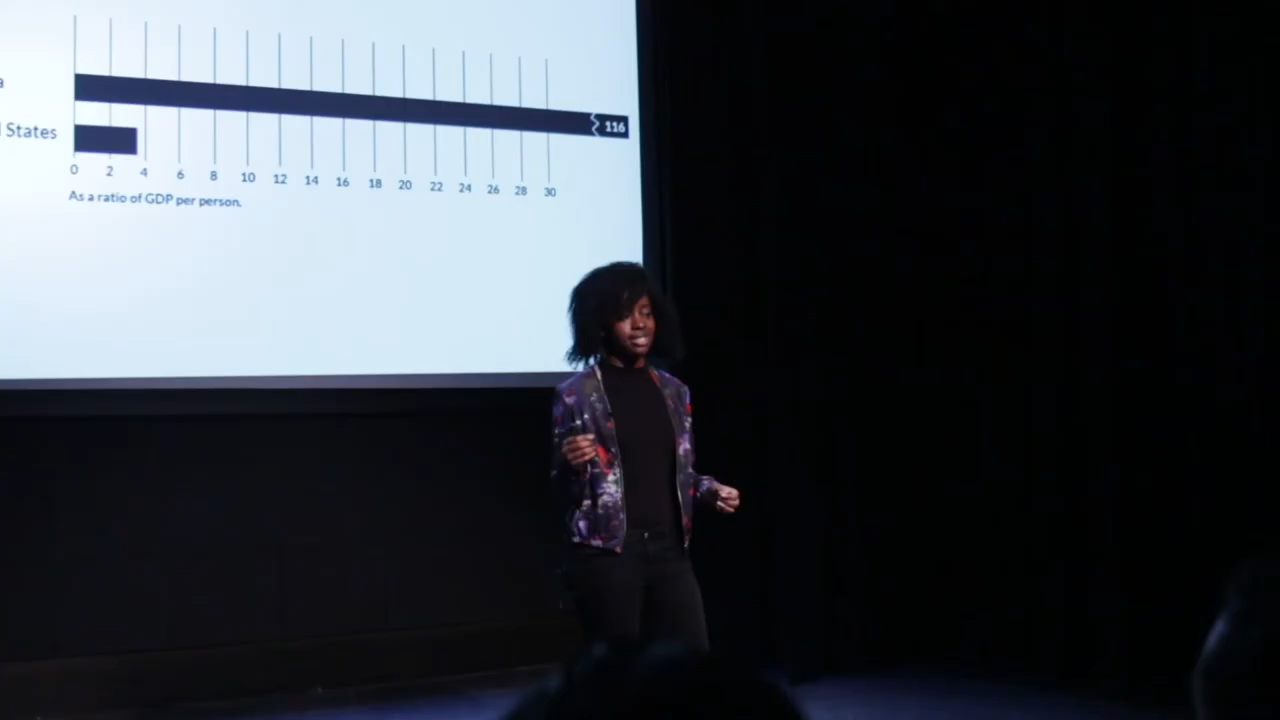 116
States
0 2 4 6 8 10 12 14 16 18 20 22 24 26 28 30
As a ratio of GDP per person.